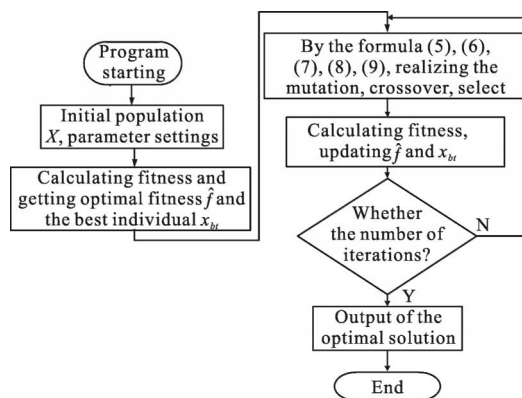 Program
starting
Initial population
X, parameter settings
Calculating fitness and
getting optimal fitness f̂ and
the best individual x_bt
By the formula (5), (6),
(7), (8), (9), realizing the
mutation, crossover, select
Calculating fitness,
updating f̂ and x_bt
Whether
the number of
iterations?
N
Y
Output of the
optimal solution
End